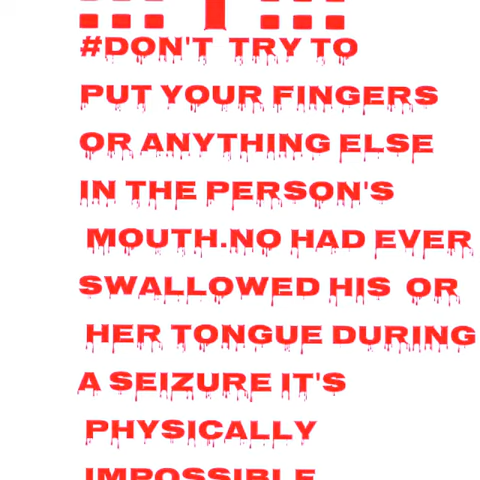 #DON'T TRY TO
PUT YOUR FINGERS
OR ANYTHING ELSE
IN THE PERSON'S
MOUTH.NO HAD EVER
SWALLOWED HIS OR
HER TONGUE DURING
A SEIZURE IT'S
PHYSICALLY
IMPOSSIBLE